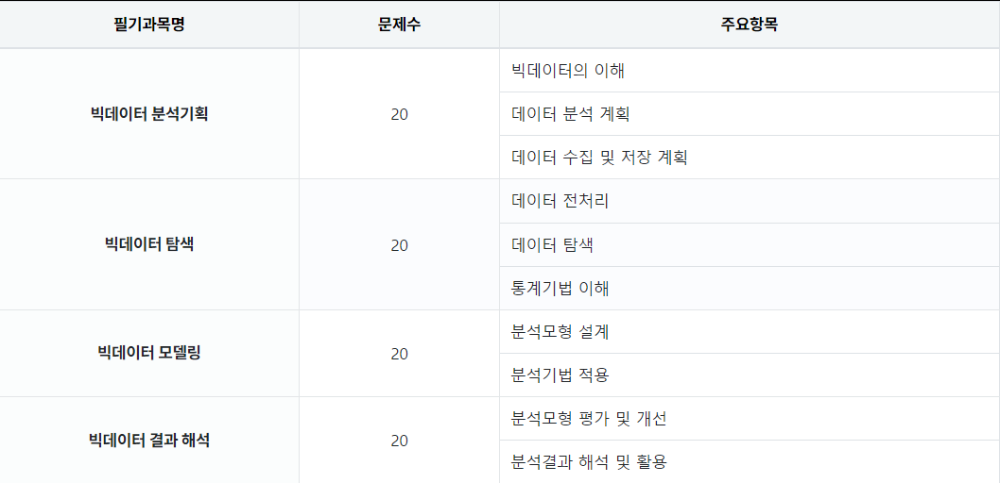 필기과목명 문제수 주요항목
빅데이터 분석기획 20 빅데이터의 이해
데이터 분석 계획
데이터 수집 및 저장 계획
빅데이터 탐색 20 데이터 전처리
데이터 탐색
통계기법 이해
빅데이터 모델링 20 분석모형 설계
분석기법 적용
빅데이터 결과 해석 20 분석모형 평가 및 개선
분석결과 해석 및 활용